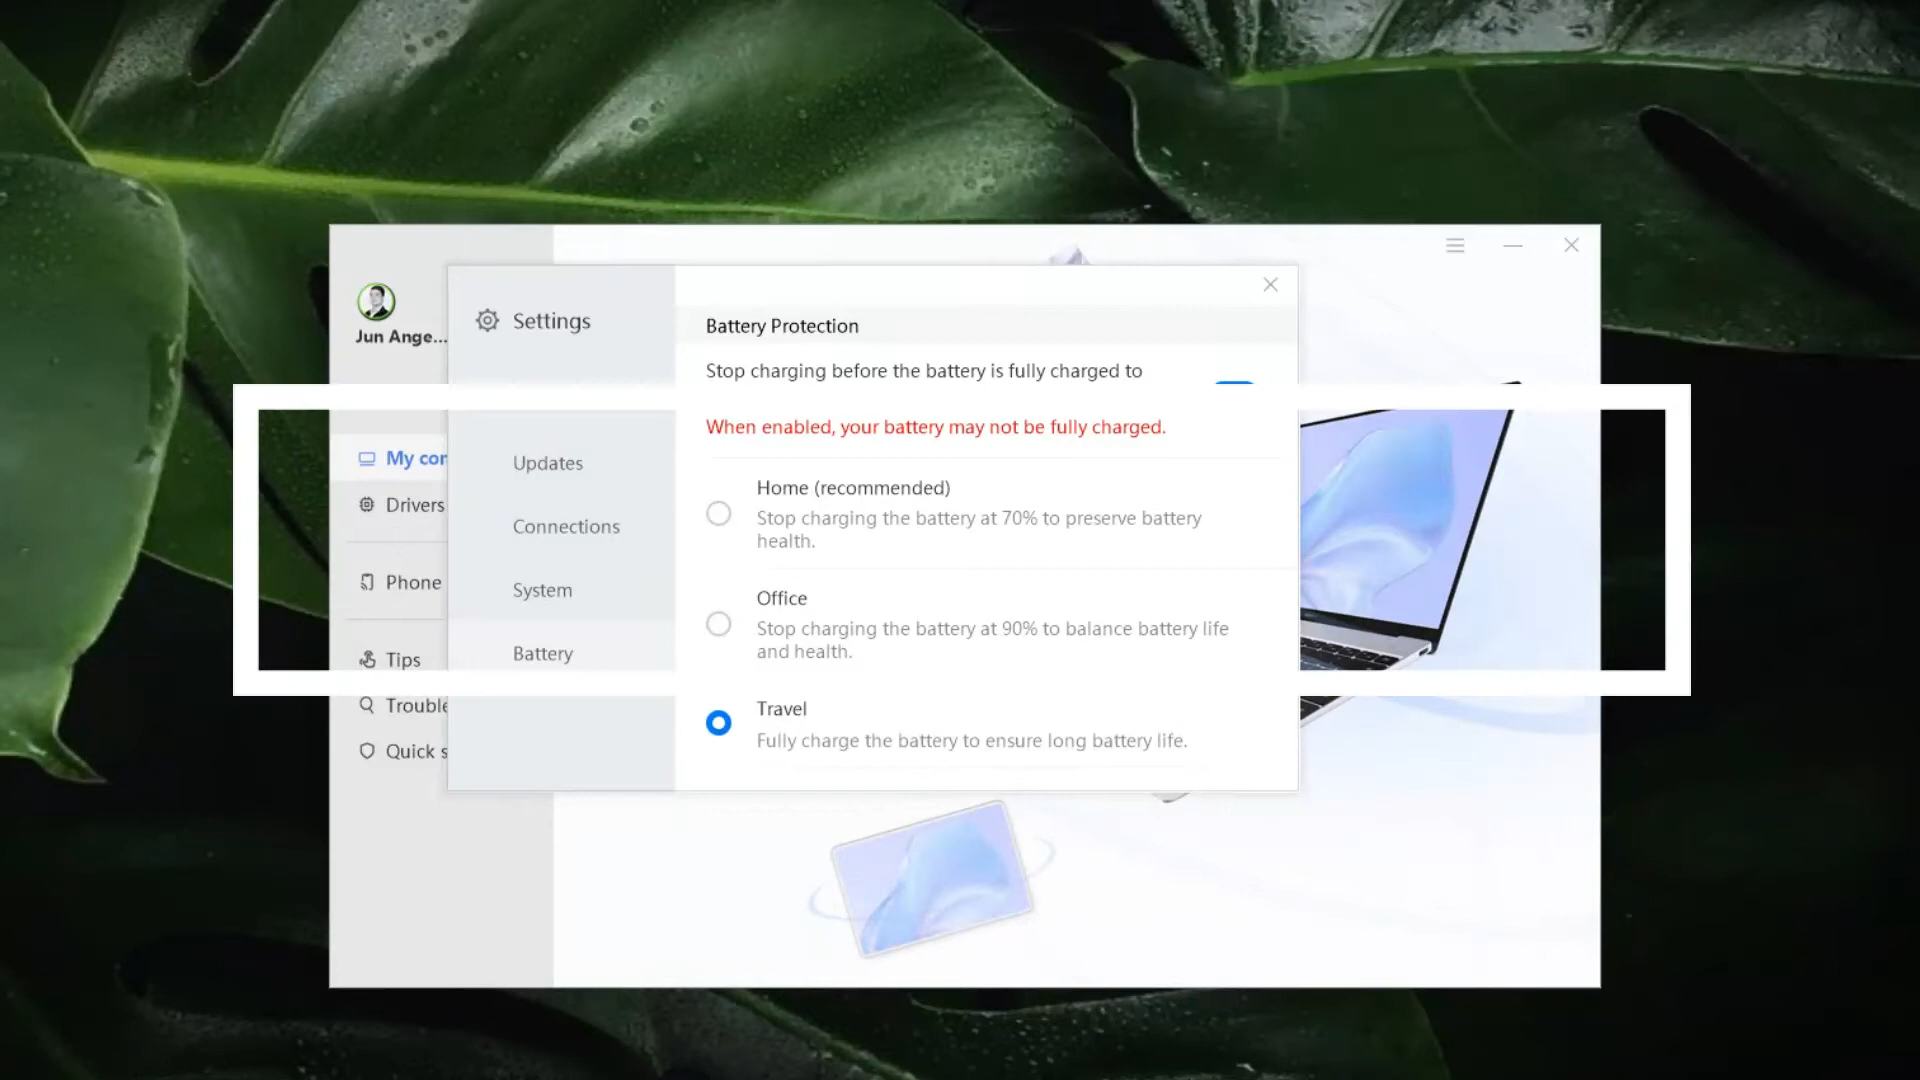 Jun Ange...
My con
Drivers
Phone
Tips
Trouble
Quick s
Settings
Updates
Connections
System
Battery
Battery Protection
Stop charging before the battery is fully charged to
When enabled, your battery may not be fully charged.
Home (recommended)
Stop charging the battery at 70% to preserve battery
health.
Office
Stop charging the battery at 90% to balance battery life
and health.
Travel
Fully charge the battery to ensure long battery life.